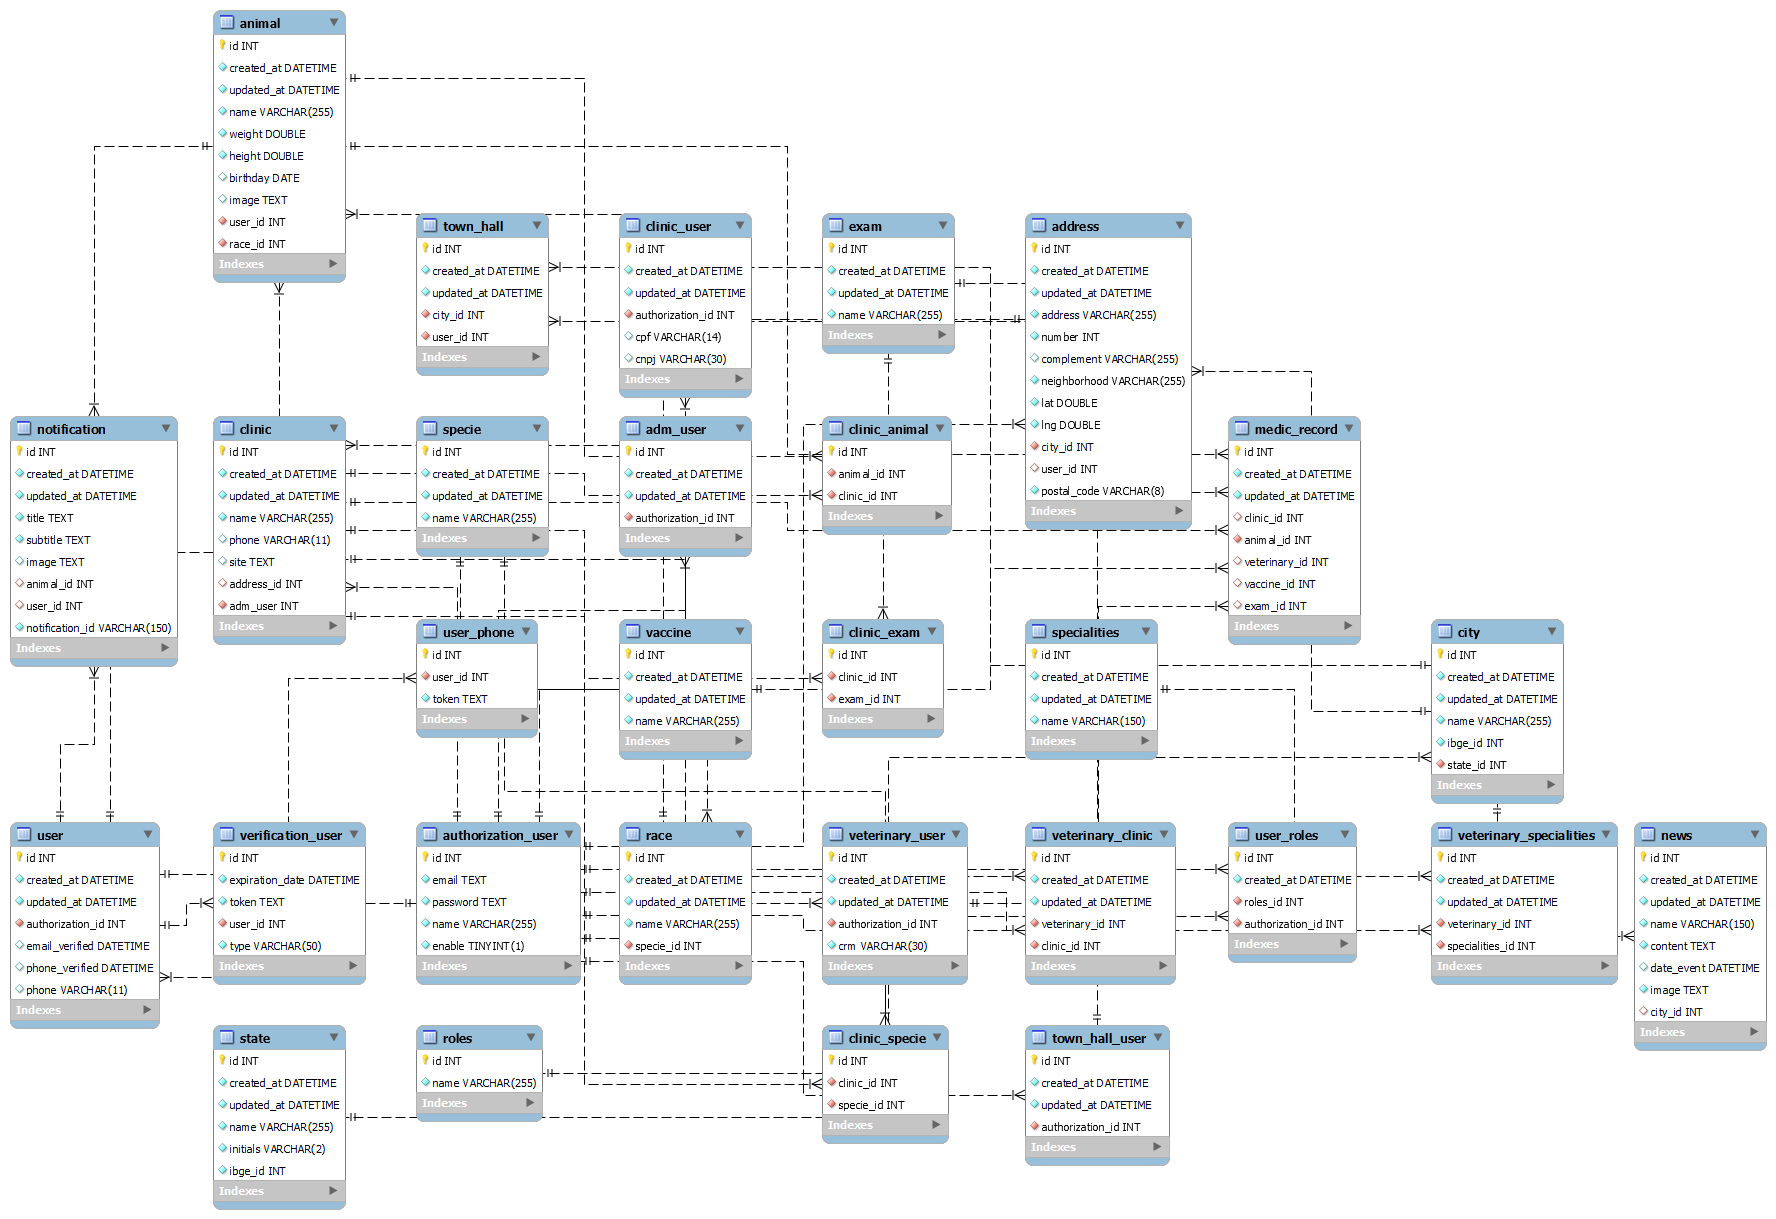 animal
id INT
created_at DATETIME
updated_at DATETIME
name VARCHAR(255)
weight DOUBLE
height DOUBLE
birthday DATE
image TEXT
user_id INT
race_id INT
Indexes
town_hall
id INT
created_at DATETIME
updated_at DATETIME
city_id INT
user_id INT
Indexes
clinic_user
id INT
created_at DATETIME
updated_at DATETIME
authorization_id INT
cpf VARCHAR(14)
cnpj VARCHAR(30)
Indexes
exam
id INT
created_at DATETIME
updated_at DATETIME
name VARCHAR(255)
Indexes
address
id INT
created_at DATETIME
updated_at DATETIME
address VARCHAR(255)
number INT
complement VARCHAR(255)
neighborhood VARCHAR(255)
lat DOUBLE
lng DOUBLE
city_id INT
user_id INT
postal_code VARCHAR(8)
Indexes
notification
id INT
created_at DATETIME
updated_at DATETIME
title TEXT
subtitle TEXT
image TEXT
animal_id INT
user_id INT
notification_id VARCHAR(150)
Indexes
clinic
id INT
created_at DATETIME
updated_at DATETIME
name VARCHAR(255)
phone VARCHAR(11)
site TEXT
address_id INT
adm_user INT
Indexes
specie
id INT
created_at DATETIME
updated_at DATETIME
name VARCHAR(255)
Indexes
adm_user
id INT
created_at DATETIME
updated_at DATETIME
authorization_id INT
Indexes
clinic_animal
id INT
animal_id INT
clinic_id INT
Indexes
medic_record
id INT
created_at DATETIME
updated_at DATETIME
clinic_id INT
animal_id INT
veterinary_id INT
vaccine_id INT
exam_id INT
Indexes
user_phone
id INT
user_id INT
token TEXT
Indexes
vaccine
id INT
created_at DATETIME
updated_at DATETIME
name VARCHAR(255)
Indexes
clinic_exam
id INT
clinic_id INT
exam_id INT
Indexes
specialities
id INT
created_at DATETIME
updated_at DATETIME
name VARCHAR(150)
Indexes
city
id INT
created_at DATETIME
updated_at DATETIME
name VARCHAR(255)
ibge_id INT
state_id INT
Indexes
user
id INT
created_at DATETIME
updated_at DATETIME
authorization_id INT
email_verified DATETIME
phone_verified DATETIME
phone VARCHAR(11)
Indexes
verification_user
id INT
expiration_date DATETIME
token TEXT
user_id INT
type VARCHAR(50)
Indexes
authorization_user
id INT
email TEXT
password TEXT
name VARCHAR(255)
enable TINYINT(1)
Indexes
race
id INT
created_at DATETIME
updated_at DATETIME
name VARCHAR(255)
specie_id INT
Indexes
veterinary_user
id INT
created_at DATETIME
updated_at DATETIME
authorization_id INT
crm VARCHAR(30)
Indexes
veterinary_clinic
id INT
created_at DATETIME
updated_at DATETIME
veterinary_id INT
clinic_id INT
Indexes
user_roles
id INT
created_at DATETIME
roles_id INT
authorization_id INT
Indexes
veterinary_specialities
id INT
created_at DATETIME
updated_at DATETIME
veterinary_id INT
specialities_id INT
Indexes
news
id INT
created_at DATETIME
updated_at DATETIME
name VARCHAR(150)
content TEXT
date_event DATETIME
image TEXT
city_id INT
Indexes
state
id INT
created_at DATETIME
updated_at DATETIME
name VARCHAR(255)
initials VARCHAR(2)
ibge_id INT
Indexes
roles
id INT
name VARCHAR(255)
Indexes
clinic_specie
id INT
clinic_id INT
specie_id INT
Indexes
town_hall_user
id INT
created_at DATETIME
updated_at DATETIME
authorization_id INT
Indexes